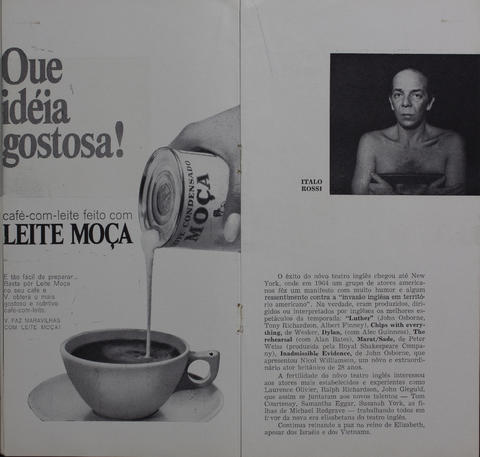 Que
idéia
gostosa!
LEITE CONDENSADO
MOÇA
café-com-leite feito com
LEITE MOÇA
É tão fácil de preparar...
Basta pôr Leite Moça
no seu café e
V. obterá o mais
gostoso e nutritivo
café-com-leite.
V. FAZ MARAVILHAS
COM LEITE MOÇA!
ITALO
ROSSI
O êxito do nôvo teatro inglês chegou até New
York, onde em 1964 um grupo de atores america-
nos fêz um manifesto com muito humor e algum
ressentimento contra a "invasão inglêsa em territó-
rio americano". Na verdade, eram produzidos, diri-
gidos ou interpretados por inglêses os melhores es-
petáculos da temporada: "Luther" (John Osborne,
Tony Richardson, Albert Finney), Chips with every-
thing, de Wesker, Dylan, (com Alec Guinness), The
rehearsal (com Alan Bates), Marat/Sade, de Peter
Weiss (produzida pela Royal Shakespeare Compa-
ny), Inadmissible Evidence, de John Osborne, que
apresentou Nicol Williamson, um nôvo e extraordi-
nário ator britânico de 28 anos.
A fertilidade do nôvo teatro inglês interessou
aos atores mais estabelecidos e experientes como
Laurence Olivier, Ralph Richardson, John Gielgud,
que assim se juntaram aos novos talentos — Tom
Courtenay, Samantha Eggar, Susanah York, as fi-
lhas de Michael Redgrave — trabalhando todos em
favor da nova era elisabetana do teatro inglês.
Continua reinando a paz no reino de Elizabeth,
apesar dos Israéis e dos Vietnams.